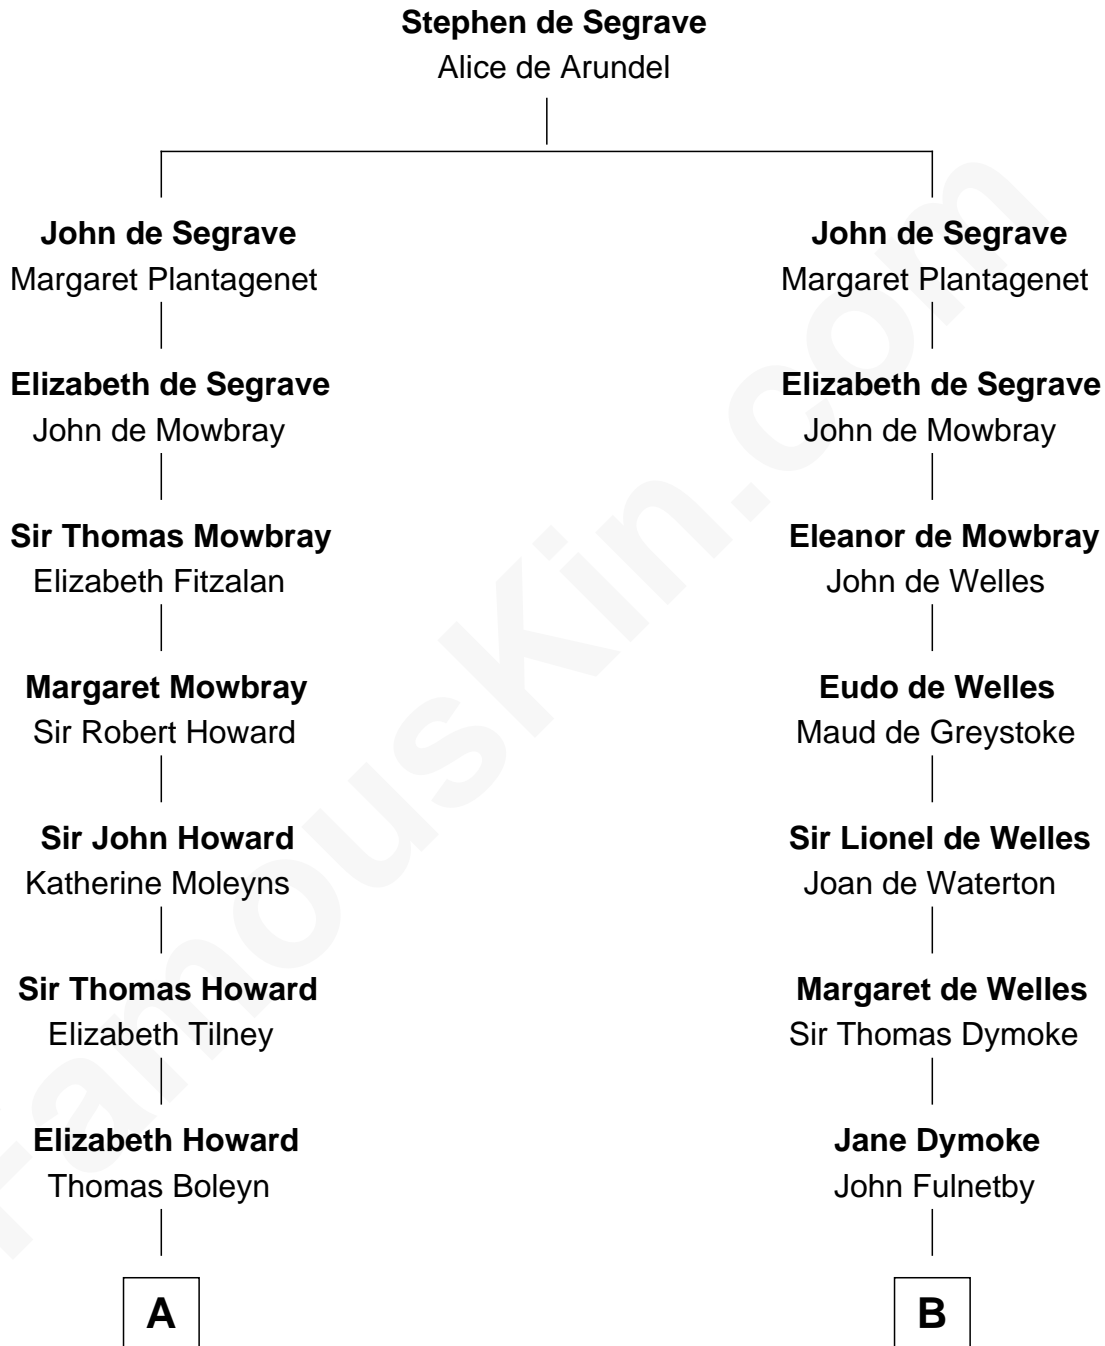 Stephen de Segrave
Alice de Arundel
John de Segrave
Margaret Plantagenet
Elizabeth de Segrave
John de Mowbray
Sir Thomas Mowbray
Elizabeth Fitzalan
Margaret Mowbray
Sir Robert Howard
Sir John Howard
Katherine Moleyns
Sir Thomas Howard
Elizabeth Tilney
Elizabeth Howard
Thomas Boleyn
A
John de Segrave
Margaret Plantagenet
Elizabeth de Segrave
John de Mowbray
Eleanor de Mowbray
John de Welles
Eudo de Welles
Maud de Greystoke
Sir Lionel de Welles
Joan de Waterton
Margaret de Welles
Sir Thomas Dymoke
Jane Dymoke
John Fulnetby
B
FamousKin.com